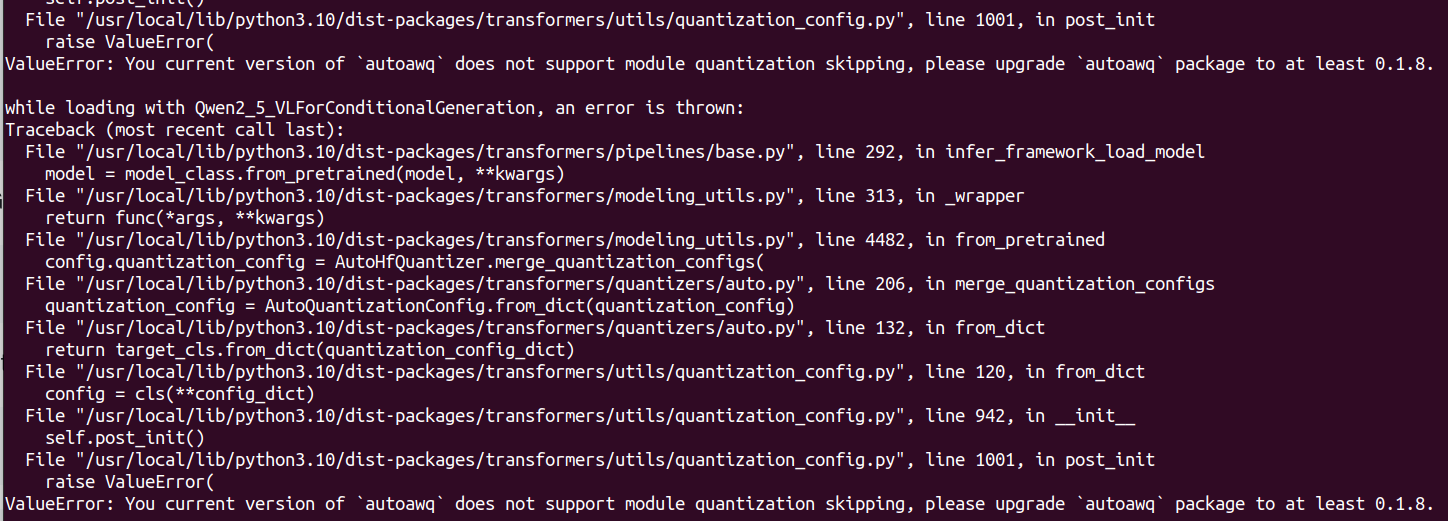 self.post_init()
File "/usr/local/lib/python3.10/dist-packages/transformers/utils/quantization_config.py", line 1001, in post_init
raise ValueError(
ValueError: You current version of `autoawq` does not support module quantization skipping, please upgrade `autoawq` package to at least 0.1.8.
while loading with Qwen2_5_VLForConditionalGeneration, an error is thrown:
Traceback (most recent call last):
File "/usr/local/lib/python3.10/dist-packages/transformers/pipelines/base.py", line 292, in infer_framework_load_model
model = model_class.from_pretrained(model, **kwargs)
File "/usr/local/lib/python3.10/dist-packages/transformers/modeling_utils.py", line 313, in _wrapper
return func(*args, **kwargs)
File "/usr/local/lib/python3.10/dist-packages/transformers/modeling_utils.py", line 4482, in from_pretrained
config.quantization_config = AutoHfQuantizer.merge_quantization_configs(
File "/usr/local/lib/python3.10/dist-packages/transformers/quantizers/auto.py", line 206, in merge_quantization_configs
quantization_config = AutoQuantizationConfig.from_dict(quantization_config)
File "/usr/local/lib/python3.10/dist-packages/transformers/quantizers/auto.py", line 132, in from_dict
return target_cls.from_dict(quantization_config_dict)
File "/usr/local/lib/python3.10/dist-packages/transformers/utils/quantization_config.py", line 120, in from_dict
config = cls(**config_dict)
File "/usr/local/lib/python3.10/dist-packages/transformers/utils/quantization_config.py", line 942, in __init__
self.post_init()
File "/usr/local/lib/python3.10/dist-packages/transformers/utils/quantization_config.py", line 1001, in post_init
raise ValueError(
ValueError: You current version of `autoawq` does not support module quantization skipping, please upgrade `autoawq` package to at least 0.1.8.